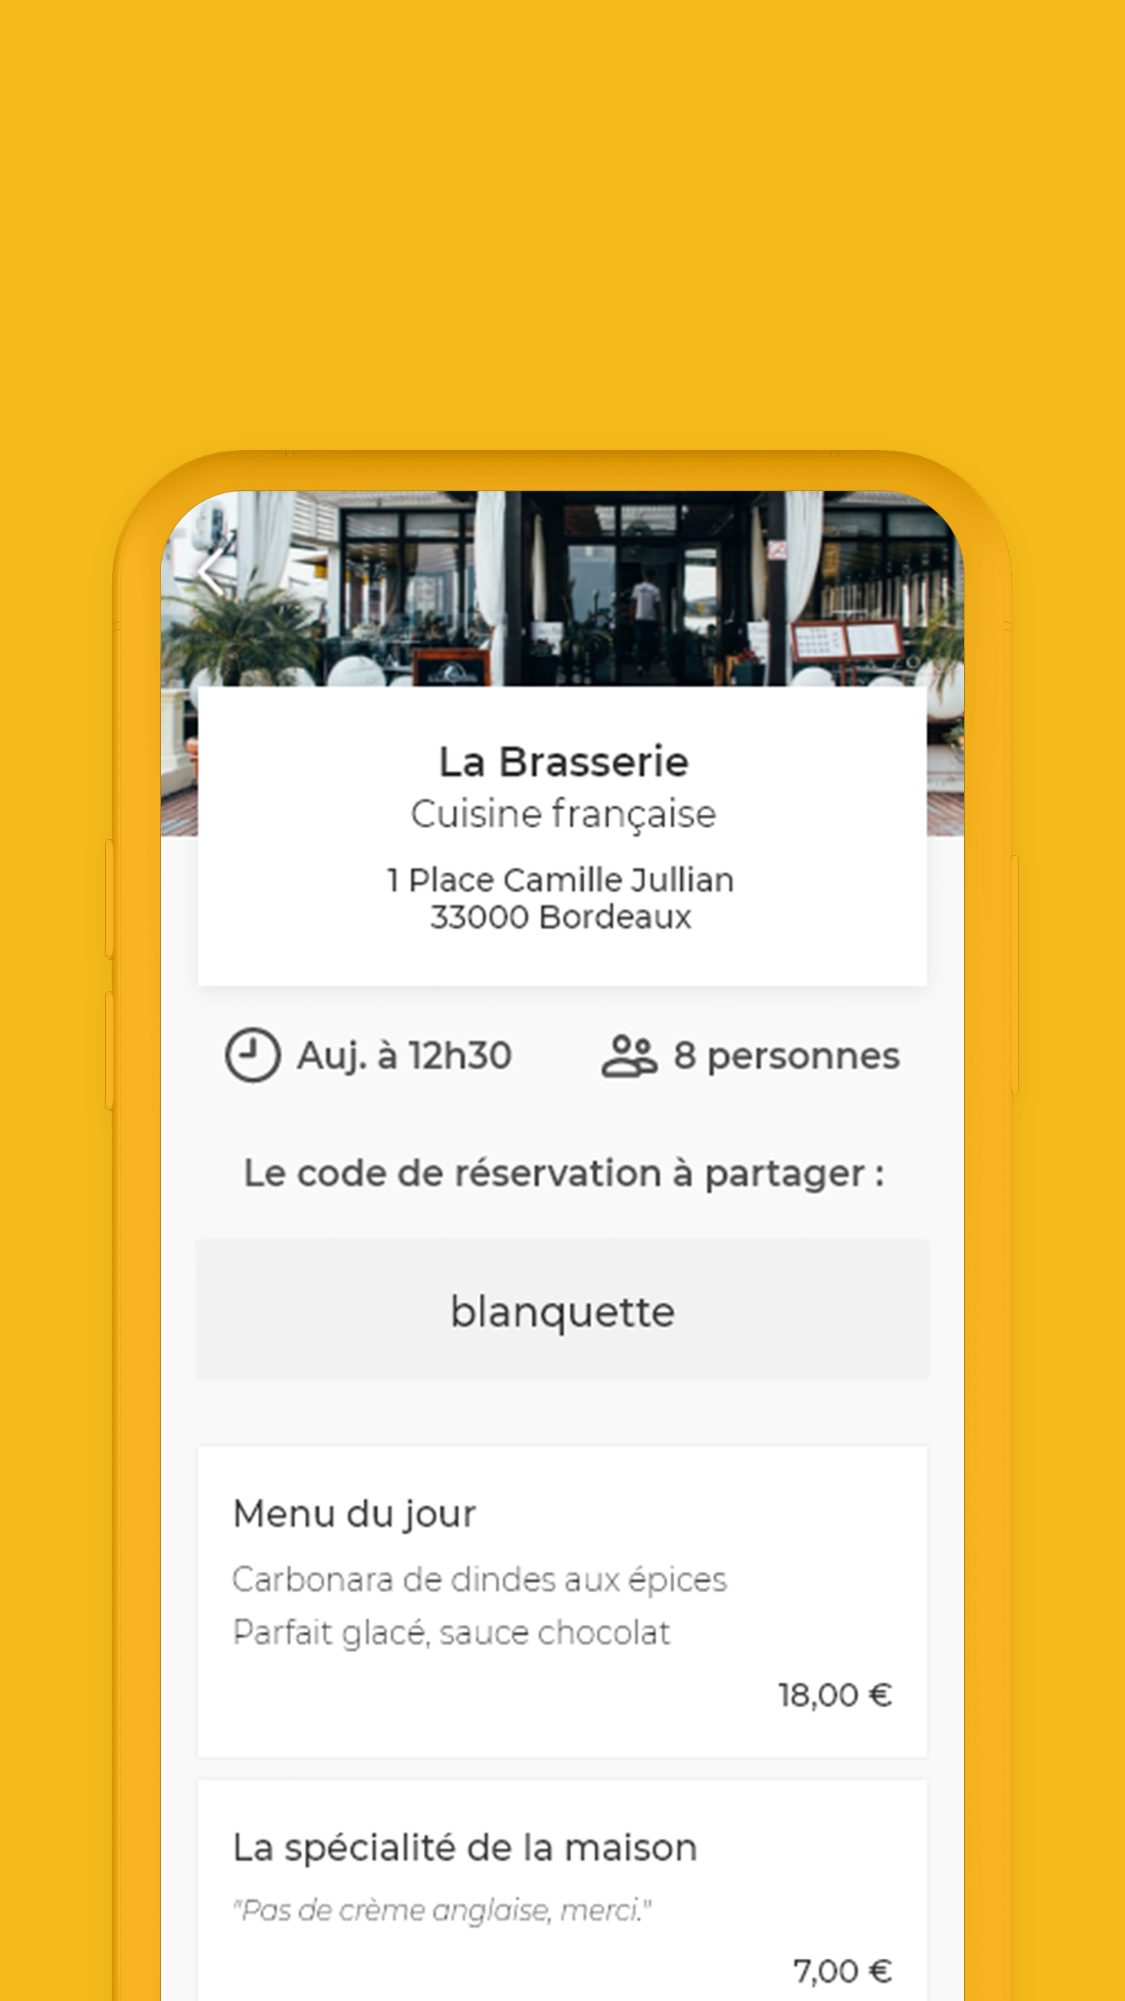 La Brasserie
Cuisine française
1 Place Camille Jullian
33000 Bordeaux
Auj. à 12h30
8 personnes
Le code de réservation à partager :
blanquette
Menu du jour
Carbonara de dindes aux épices
Parfait glacé, sauce chocolat
18,00 €
La spécialité de la maison
"Pas de crème anglaise, merci."
7,00 €